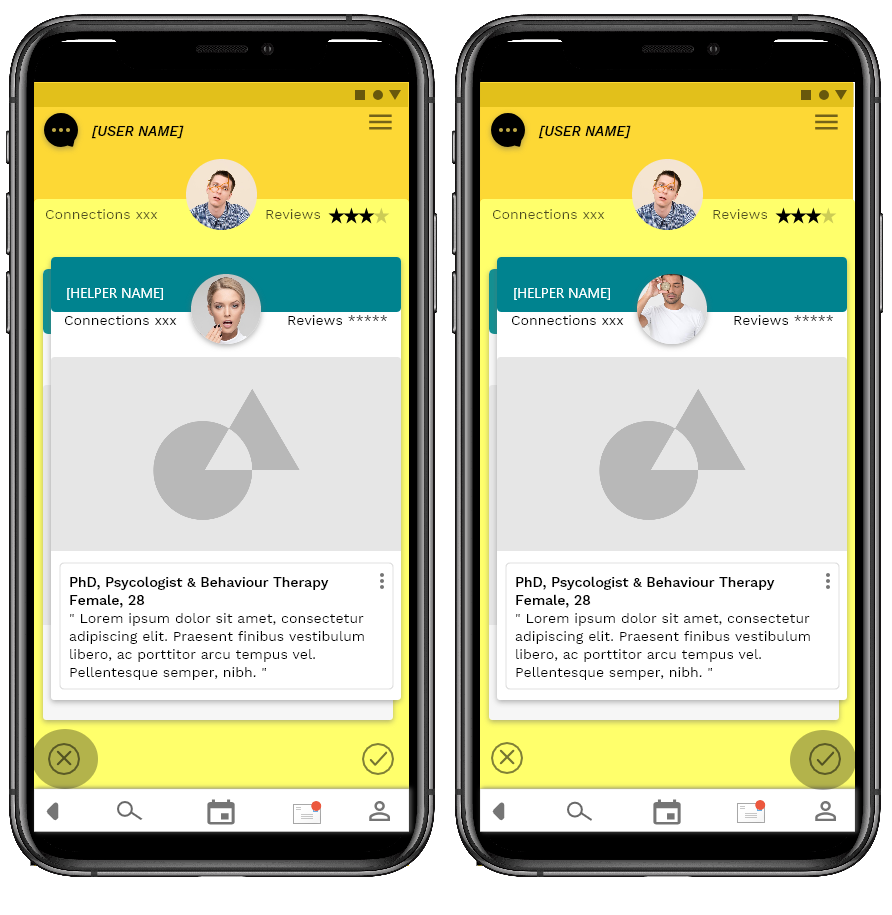 [USER NAME]
Connections xxx
Reviews ★★★★
[HELPER NAME]
Connections xxx
Reviews *****
PhD, Psycologist & Behaviour Therapy
Female, 28
" Lorem ipsum dolor sit amet, consectetur
adipiscing elit. Praesent finibus vestibulum
libero, ac porttitor arcu tempus vel.
Pellentesque semper, nibh. "
[USER NAME]
Connections xxx
Reviews ★★★★
[HELPER NAME]
Connections xxx
Reviews *****
PhD, Psycologist & Behaviour Therapy
Female, 28
" Lorem ipsum dolor sit amet, consectetur
adipiscing elit. Praesent finibus vestibulum
libero, ac porttitor arcu tempus vel.
Pellentesque semper, nibh. "